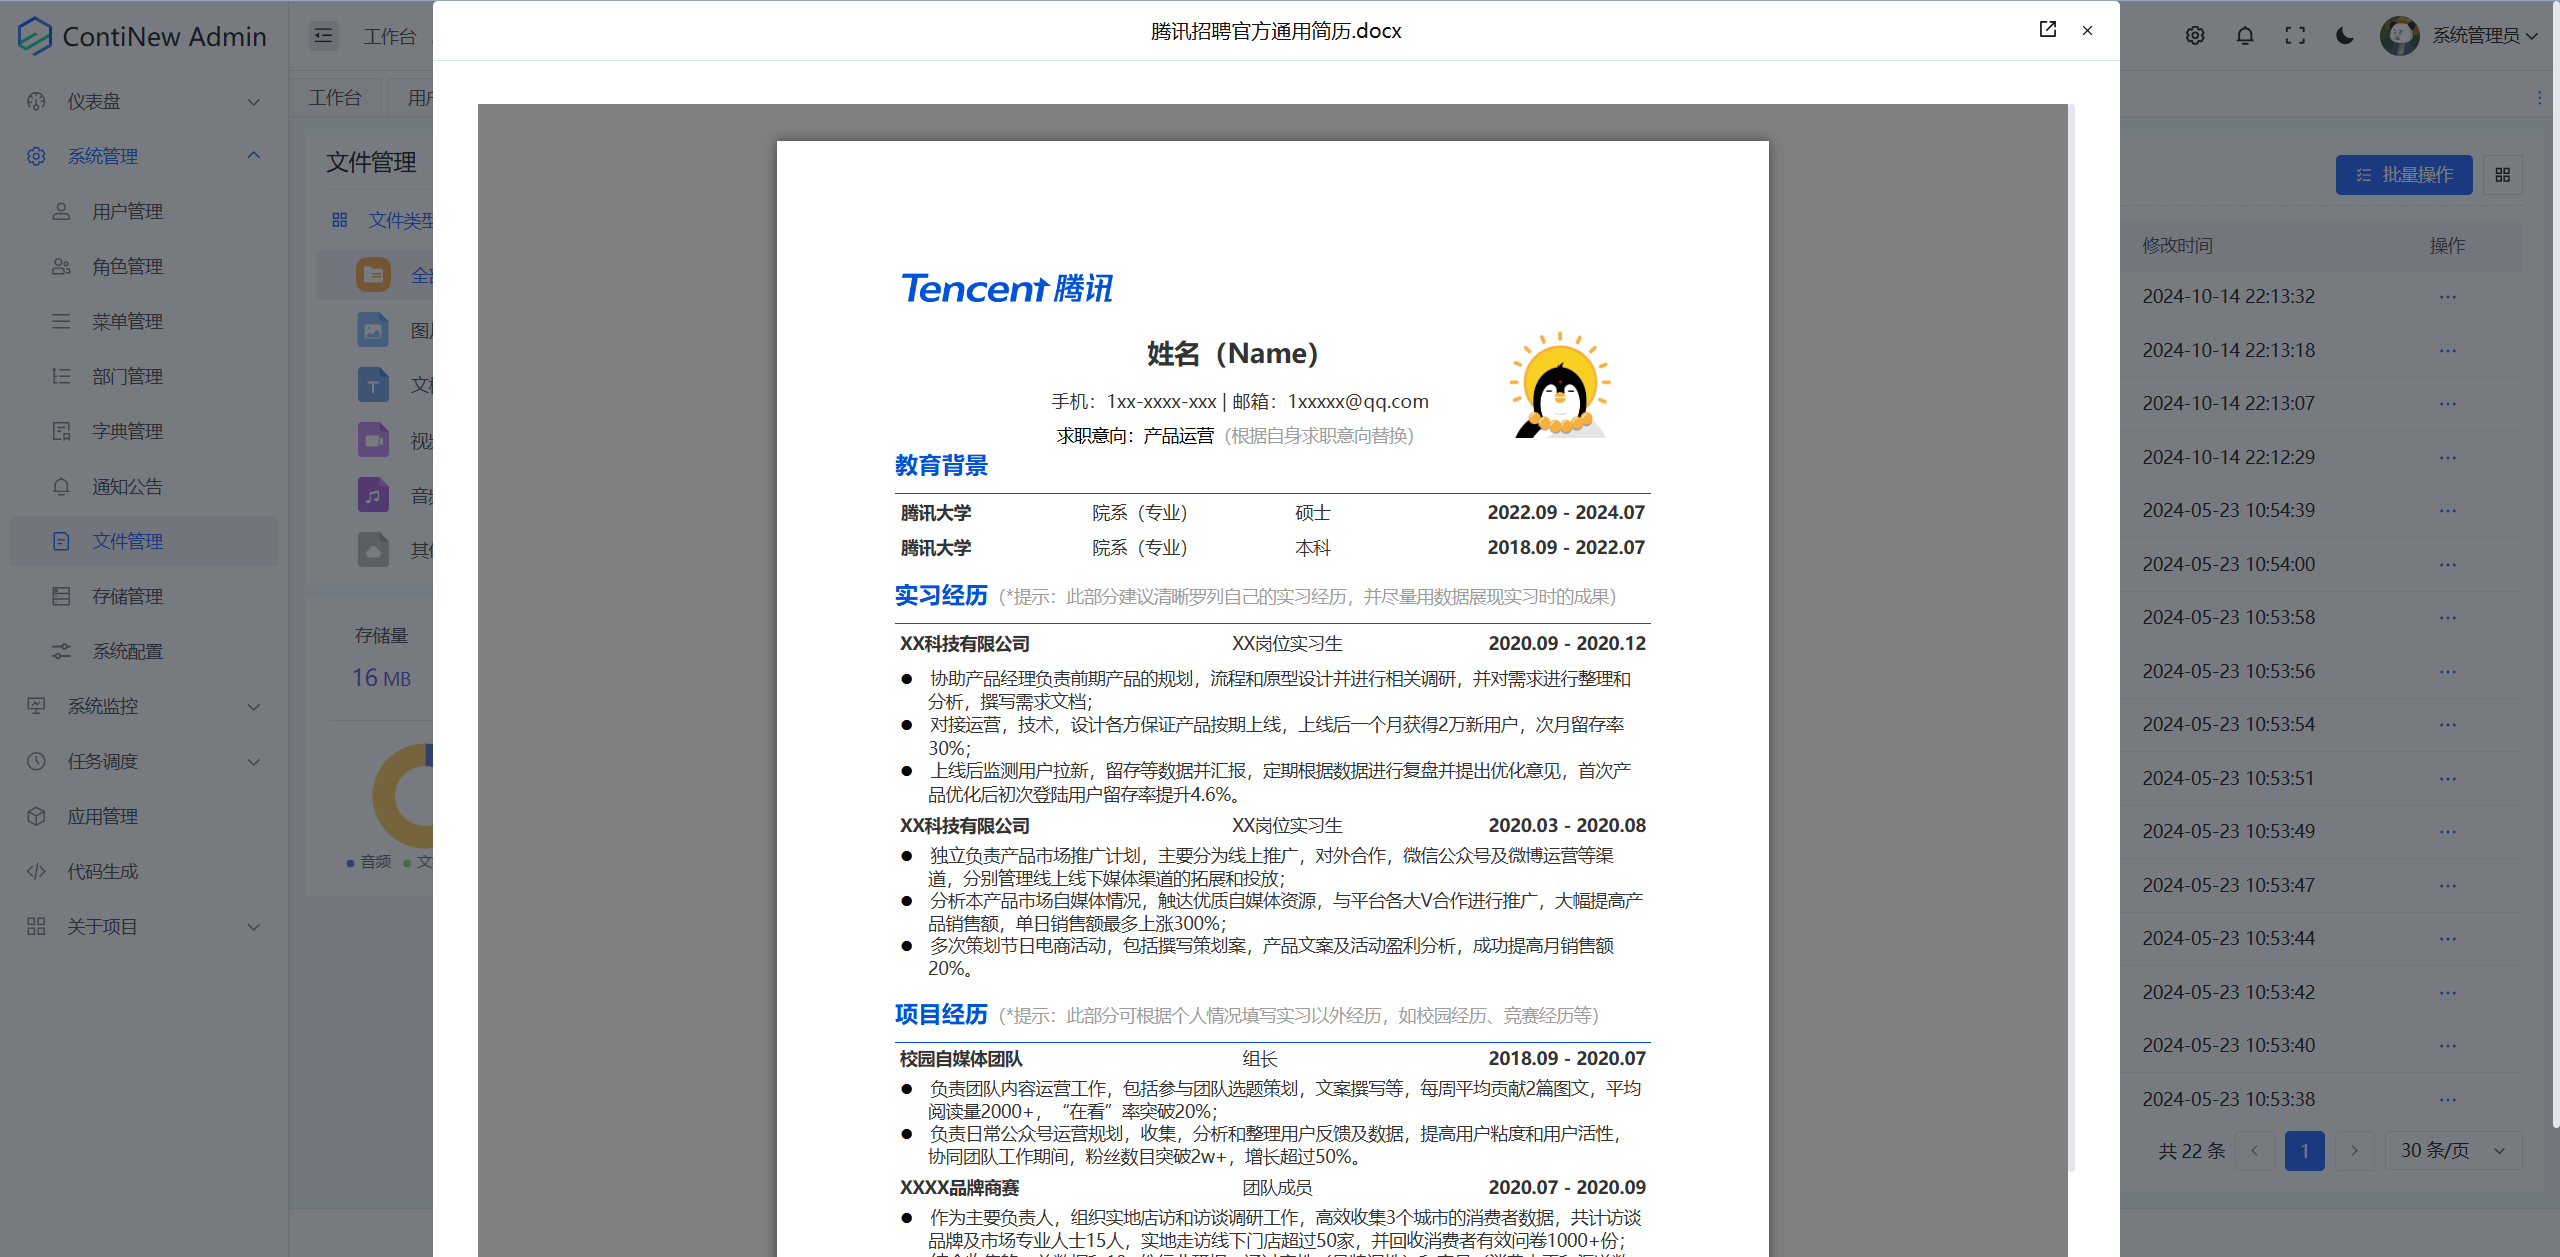 ContiNew Admin
仪表盘
系统管理
用户管理
角色管理
菜单管理
部门管理
字典管理
通知公告
文件管理
存储管理
系统配置
系统监控
任务调度
应用管理
代码生成
关于项目
工作台
系统管理员
工作台
用户
文件管理
文件类型
存储量
16 MB
音频
文
批量操作
修改时间 操作
2024-10-14 22:13:32
2024-10-14 22:13:18
2024-10-14 22:13:07
2024-10-14 22:12:29
2024-05-23 10:54:39
2024-05-23 10:54:00
2024-05-23 10:53:58
2024-05-23 10:53:56
2024-05-23 10:53:54
2024-05-23 10:53:51
2024-05-23 10:53:49
2024-05-23 10:53:47
2024-05-23 10:53:44
2024-05-23 10:53:42
2024-05-23 10:53:40
2024-05-23 10:53:38
共 22 条 1 30 条/页
腾讯招聘官方通用简历.docx
Tencent 腾讯
姓名（Name）
手机：1xx-xxxx-xxx | 邮箱：1xxxxx@qq.com
求职意向：产品运营（根据自身求职意向替换）
教育背景
腾讯大学 院系（专业） 硕士 2022.09 - 2024.07
腾讯大学 院系（专业） 本科 2018.09 - 2022.07
实习经历（*提示：此部分建议清晰罗列自己的实习经历，并尽量用数据展现实习时的成果）
XX科技有限公司 XX岗位实习生 2020.09 - 2020.12
● 协助产品经理负责前期产品的规划，流程和原型设计并进行相关调研，并对需求进行整理和
分析，撰写需求文档；
● 对接运营，技术，设计各方保证产品按期上线，上线后一个月获得2万新用户，次月留存率
30%；
● 上线后监测用户拉新，留存等数据并汇报，定期根据数据进行复盘并提出优化意见，首次产
品优化后初次登陆用户留存率提升4.6%。
XX科技有限公司 XX岗位实习生 2020.03 - 2020.08
● 独立负责产品市场推广计划，主要分为线上推广，对外合作，微信公众号及微博运营等渠
道，分别管理线上线下媒体渠道的拓展和投放；
● 分析本产品市场自媒体情况，触达优质自媒体资源，与平台各大V合作进行推广，大幅提高产
品销售额，单日销售额最多上涨300%；
● 多次策划节日电商活动，包括撰写策划案，产品文案及活动盈利分析，成功提高月销售额
20%。
项目经历（*提示：此部分可根据个人情况填写实习以外经历，如校园经历、竞赛经历等）
校园自媒体团队 组长 2018.09 - 2020.07
● 负责团队内容运营工作，包括参与团队选题策划，文案撰写等，每周平均贡献2篇图文，平均
阅读量2000+，“在看”率突破20%；
● 负责日常公众号运营规划，收集，分析和整理用户反馈及数据，提高用户粘度和用户活性，
协同团队工作期间，粉丝数目突破2w+，增长超过50%。
XXXX品牌商赛 团队成员 2020.07 - 2020.09
● 作为主要负责人，组织实地店访和访谈调研工作，高效收集3个城市的消费者数据，共计访谈
品牌及市场专业人士15人，实地走访线下门店超过50家，并回收消费者有效问卷1000+份；